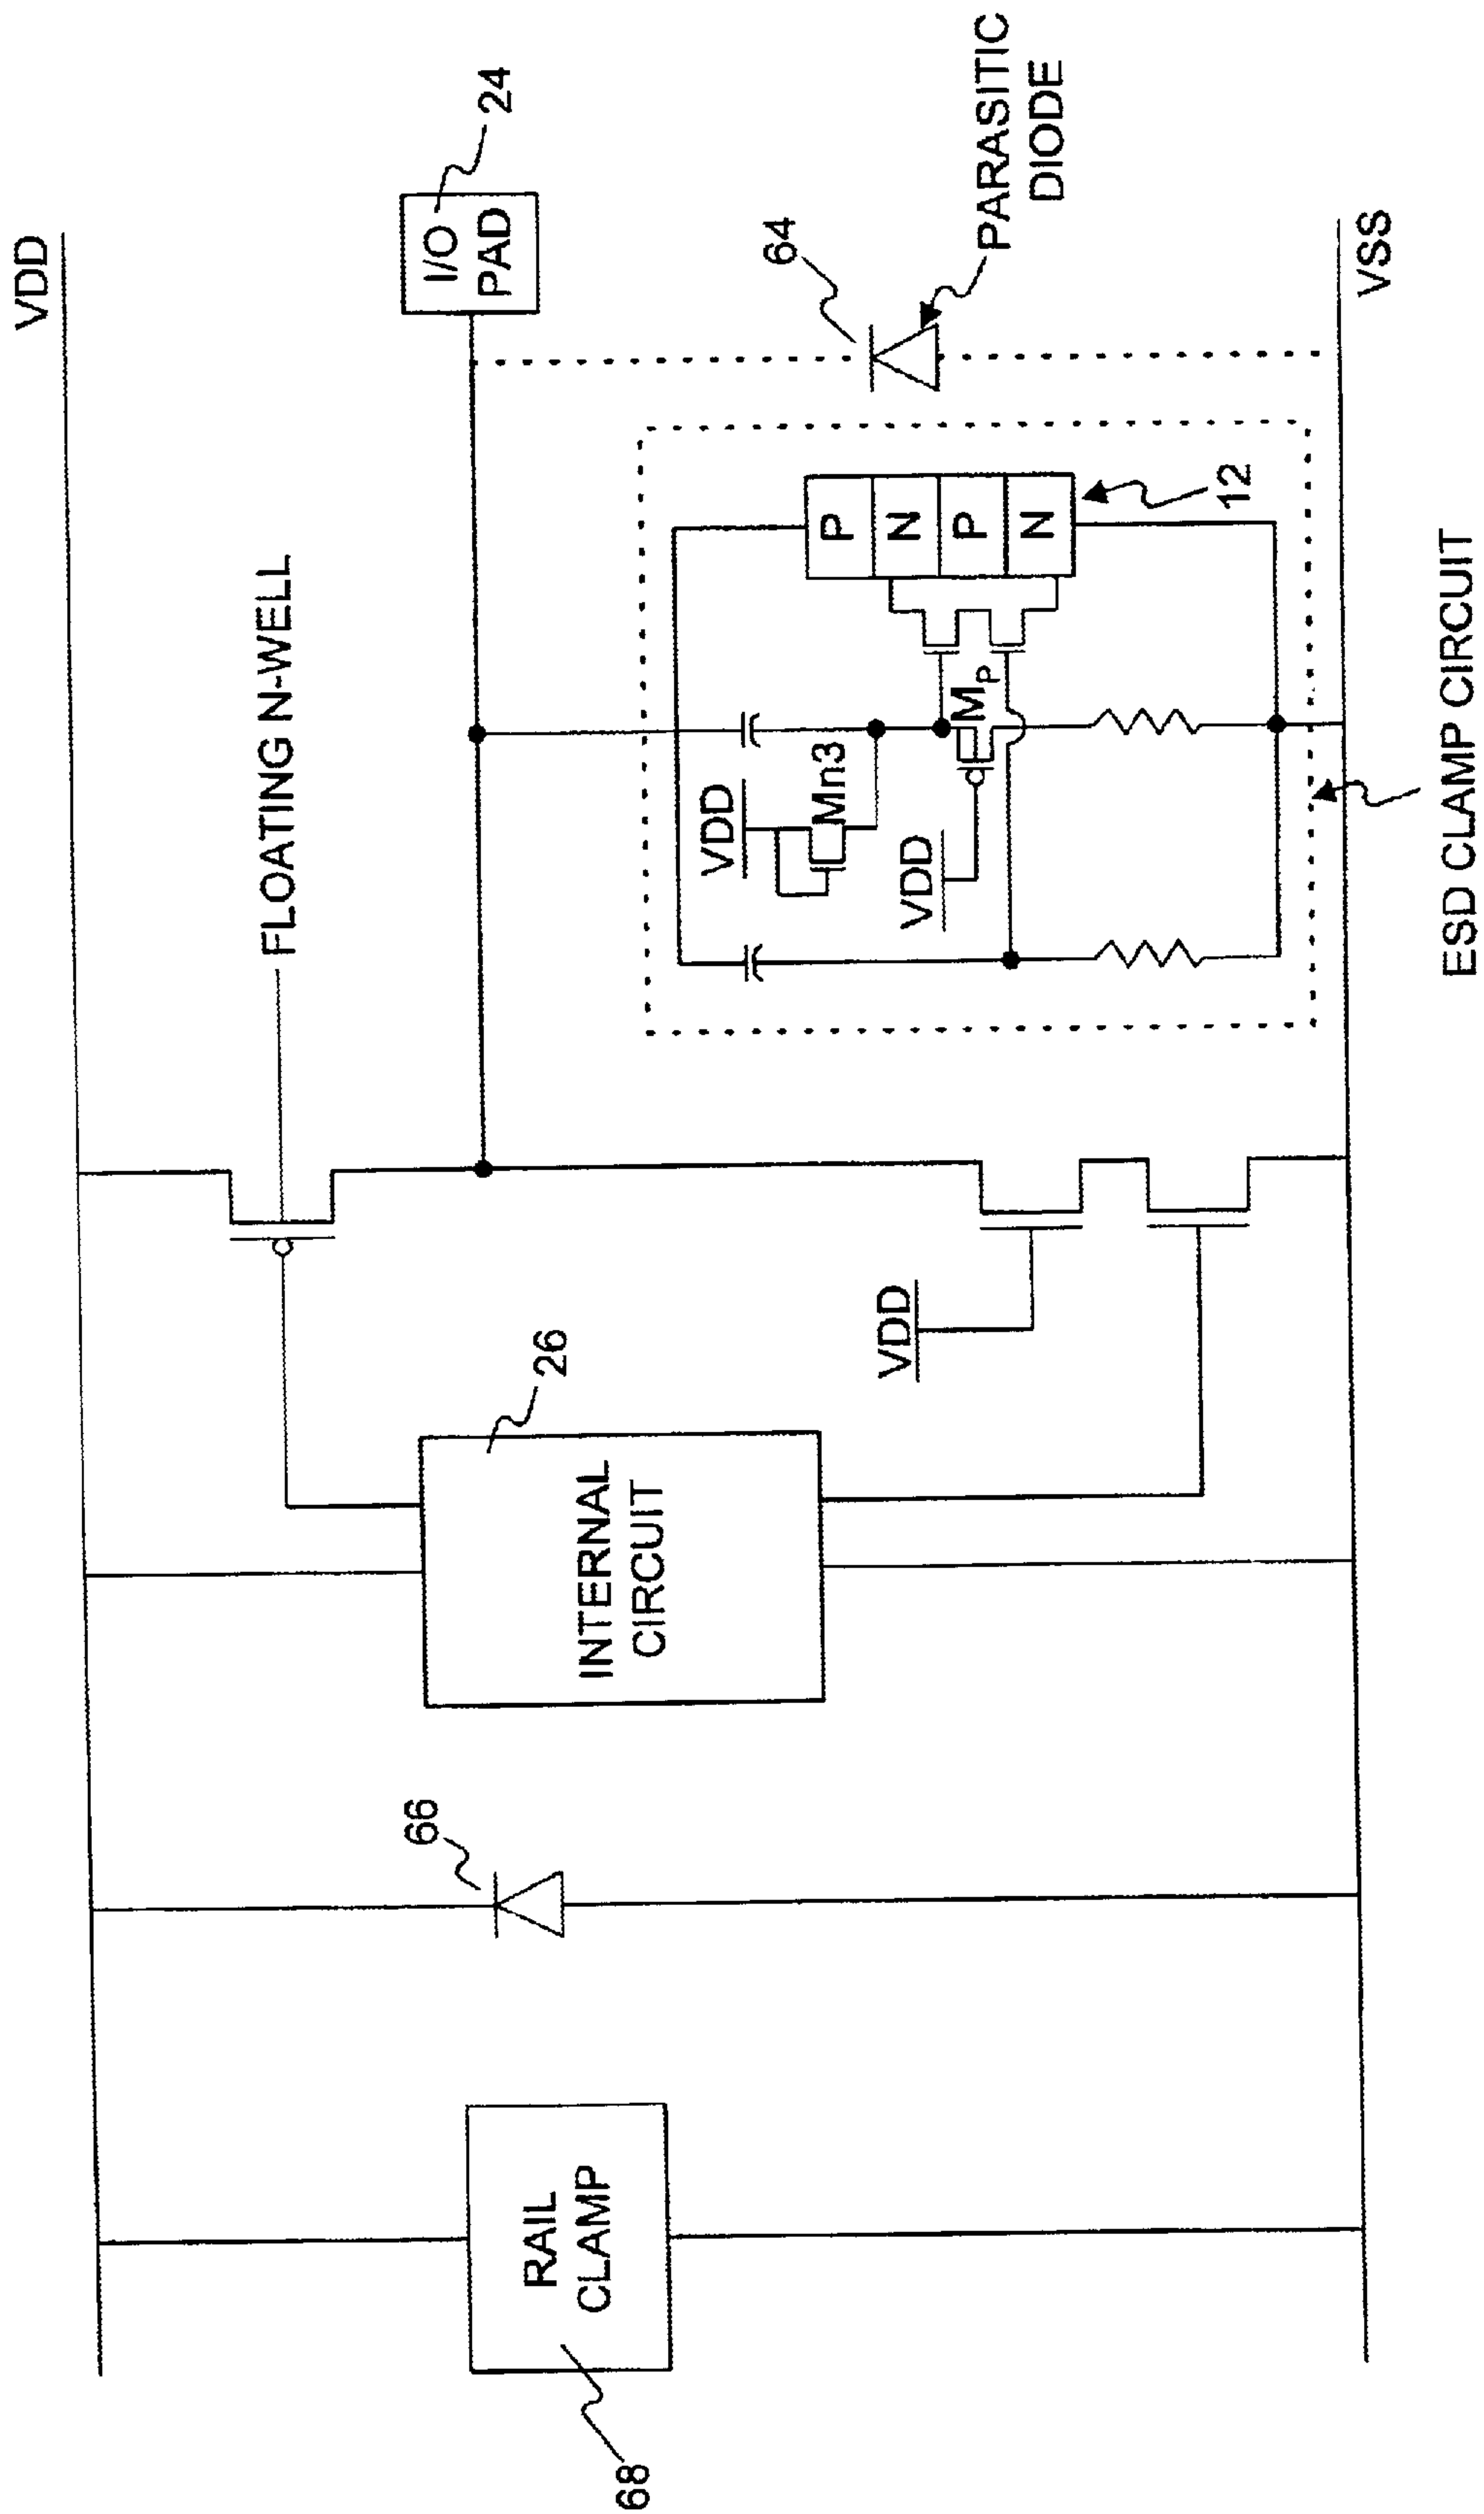 VDD
FLOATING N-WELL
I/O
PAD
24
66
26
INTERNAL
CIRCUIT
RAIL
CLAMP
68
VDD
VDD
Mn3
VDD
Mp
P
N
P
N
12
64
PARASITIC
DIODE
VSS
ESD CLAMP CIRCUIT